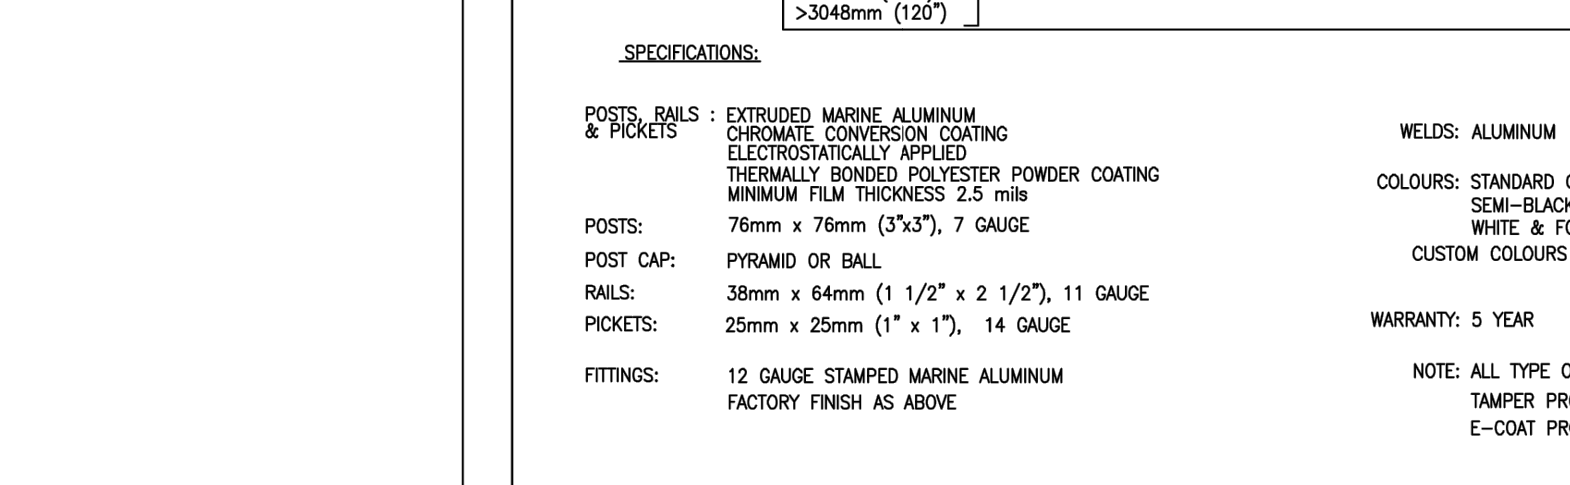 >3048mm (120")
SPECIFICATIONS:
POSTS, RAILS : EXTRUDED MARINE ALUMINUM
& PICKETS CHROMATE CONVERSION COATING
ELECTROSTATICALLY APPLIED
THERMALLY BONDED POLYESTER POWDER COATING
MINIMUM FILM THICKNESS 2.5 mils
POSTS: 76mm x 76mm (3"x3"), 7 GAUGE
POST CAP: PYRAMID OR BALL
RAILS: 38mm x 64mm (1 1/2" x 2 1/2"), 11 GAUGE
PICKETS: 25mm x 25mm (1" x 1"), 14 GAUGE
FITTINGS: 12 GAUGE STAMPED MARINE ALUMINUM
FACTORY FINISH AS ABOVE
WELDS: ALUMINUM
COLOURS: STANDARD
SEMI-BLACK
WHITE &
CUSTOM COLOURS
WARRANTY: 5 YEAR
NOTE: ALL TYPE
TAMPER
E-COAT